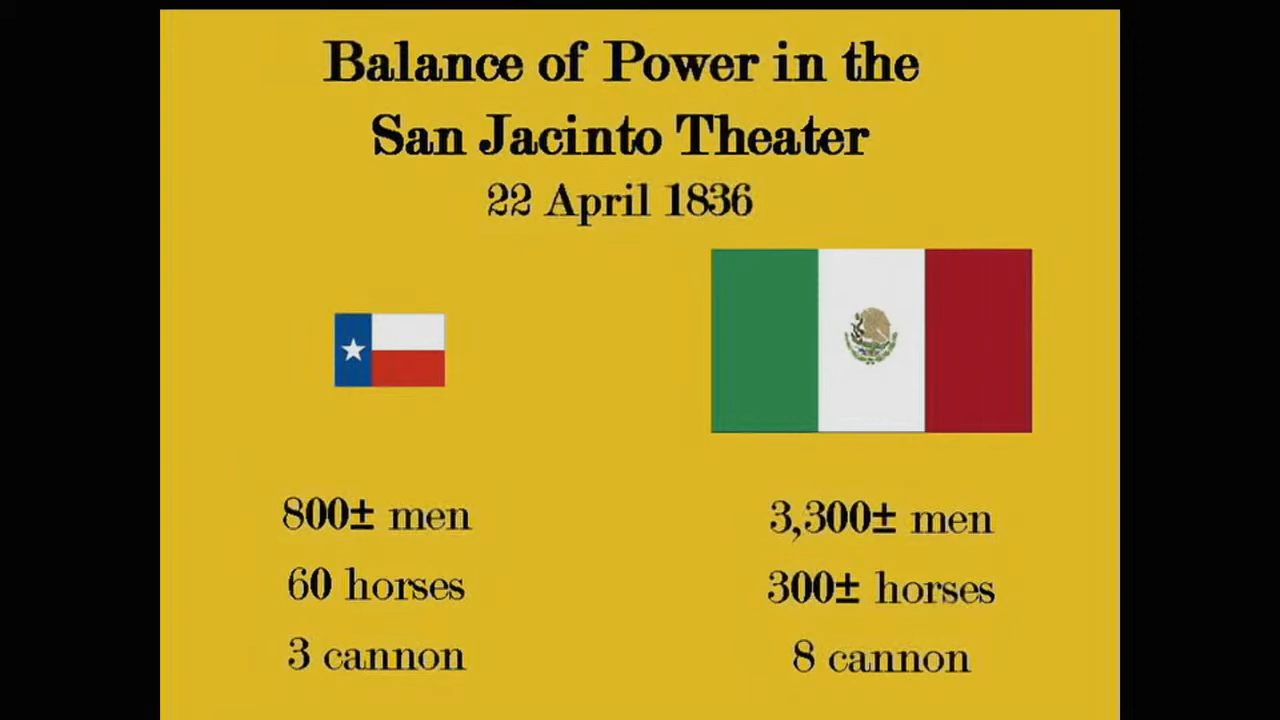 Balance of Power in the
San Jacinto Theater
22 April 1836
800± men
60 horses
3 cannon
3,300± men
300± horses
8 cannon